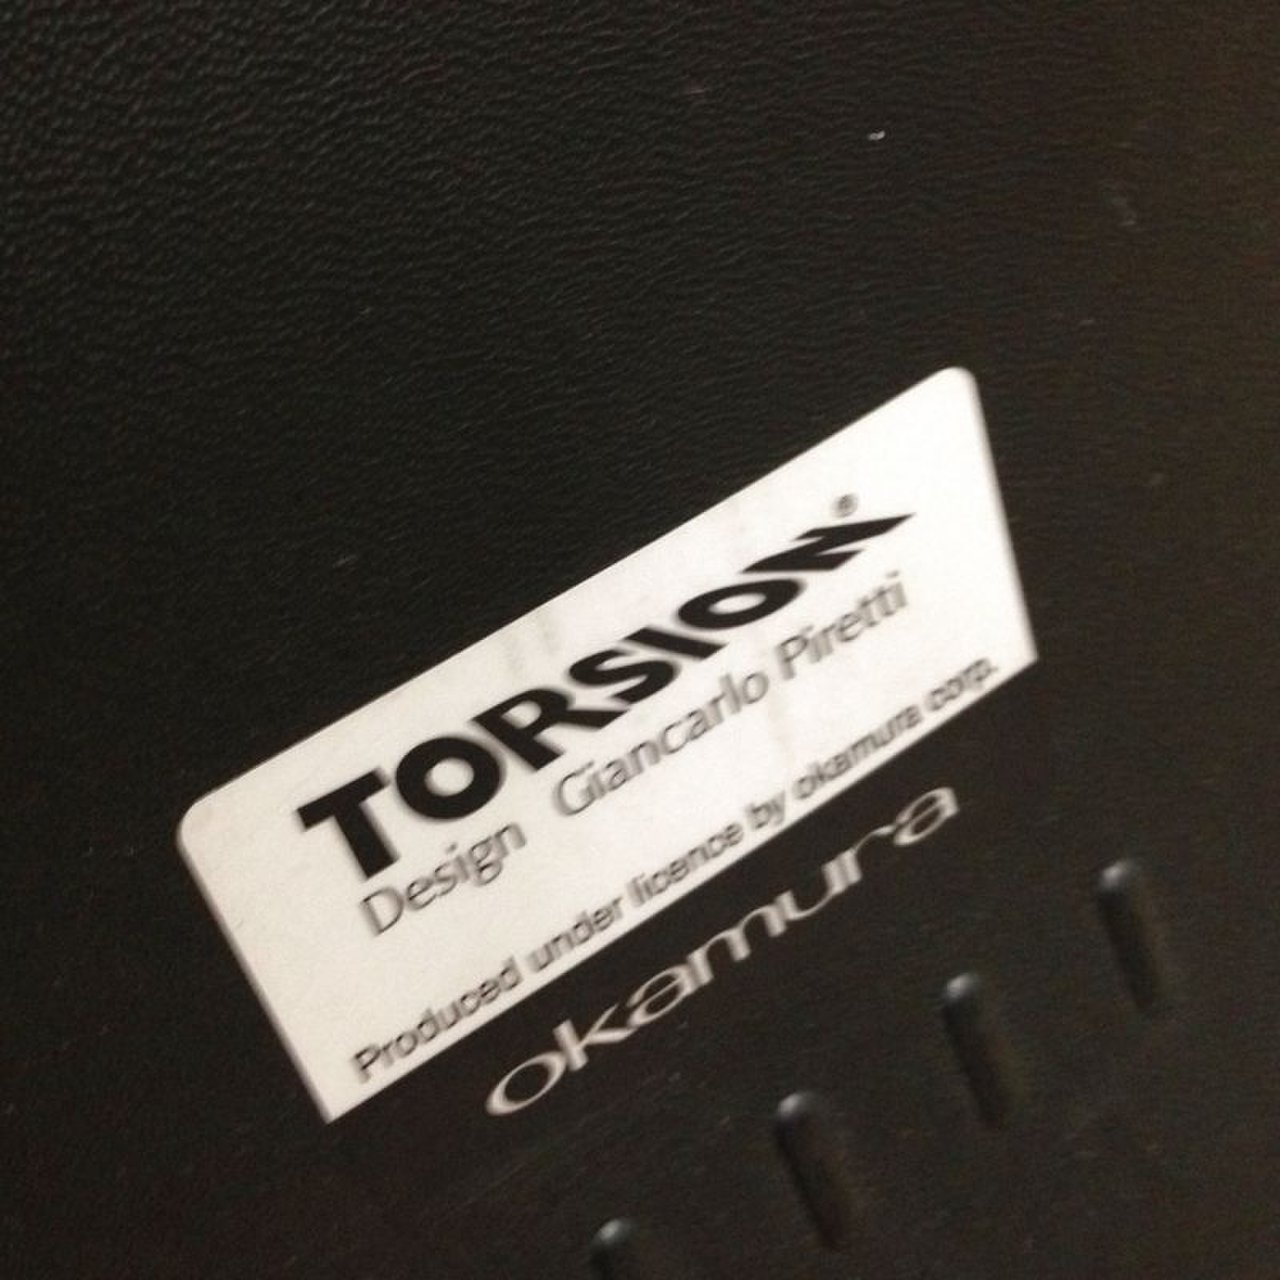 TORSION®
Design Giancarlo Piretti
Produced under licence by okamura corp.
okamura